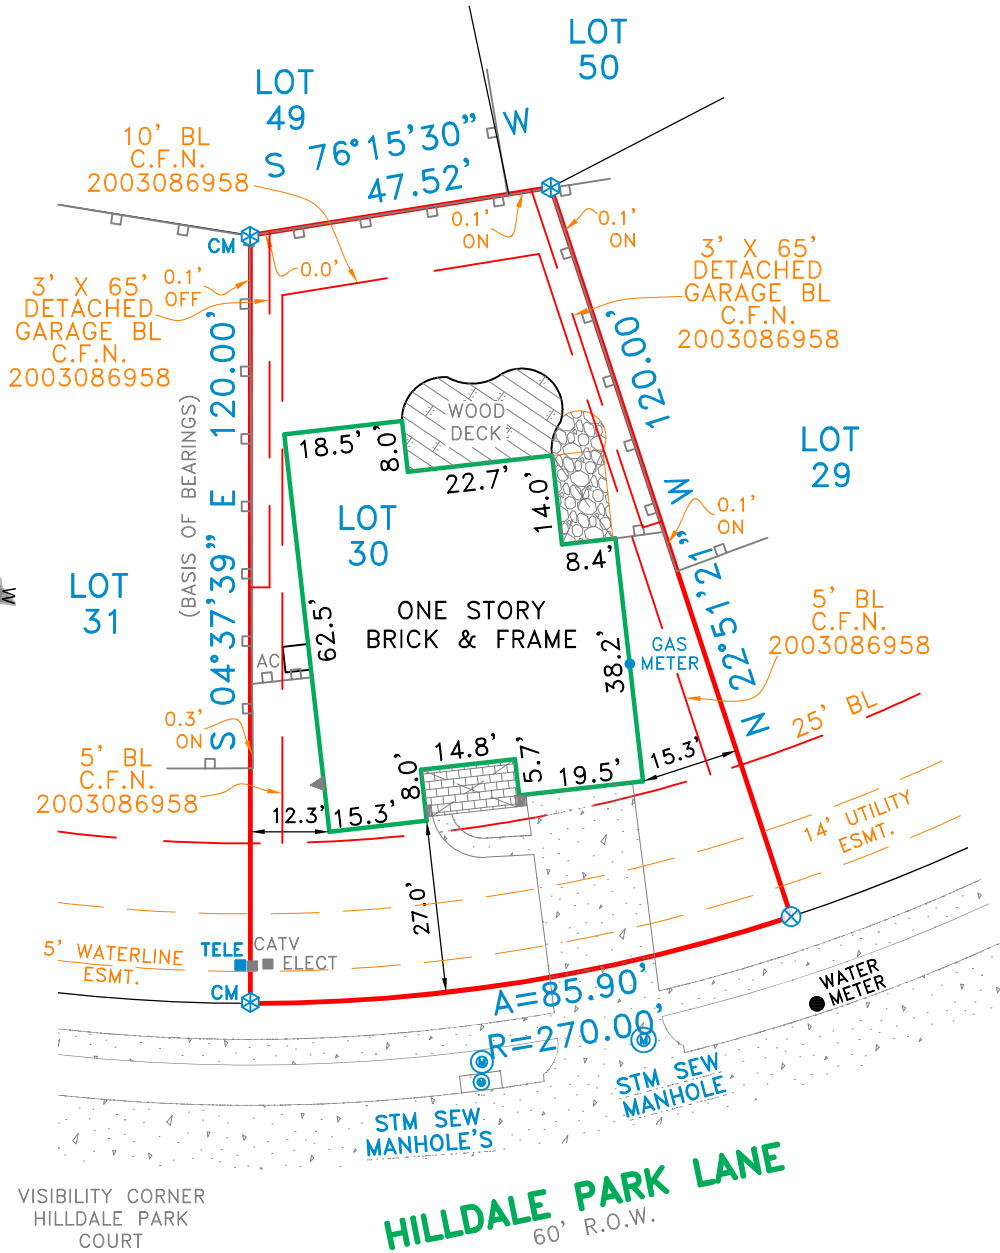 LOT
50
LOT
49
S 76°15'30" W
47.52'
10' BL
C.F.N.
2003086958
0.1'
ON
0.1'
ON
CM
0.0'
3' X 65'
DETACHED
GARAGE BL
C.F.N.
2003086958
0.1'
OFF
3' X 65'
DETACHED
GARAGE BL
C.F.N.
2003086958
S 04°37'39" E 120.00'
(BASIS OF BEARINGS)
N 22°51'21" W 120.00'
WOOD
DECK
18.5'
8.0'
22.7'
14.0'
8.4'
LOT
30
LOT
29
0.1'
ON
LOT
31
W
ONE STORY
BRICK & FRAME
62.5'
38.2'
GAS
METER
AC
5' BL
C.F.N.
2003086958
0.3'
ON
25' BL
5' BL
C.F.N.
2003086958
14.8'
8.0'
5.7'
19.5'
15.3'
12.3'
15.3'
14' UTILITY
ESMT.
27.0'
5' WATERLINE
ESMT.
TELE
CATV
ELECT
CM
A=85.90'
R=270.00'
WATER
METER
M
M
STM SEW
MANHOLE'S
STM SEW
MANHOLE
HILLDALE PARK LANE
60' R.O.W.
VISIBILITY CORNER
HILLDALE PARK
COURT